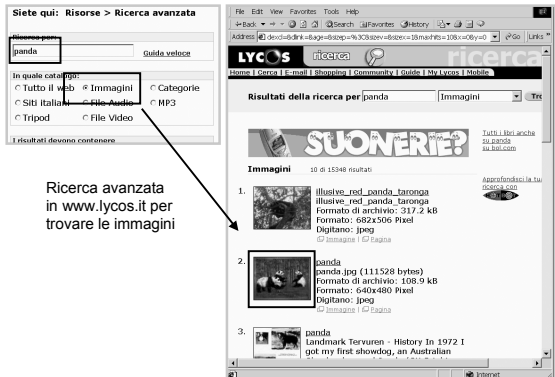 Siete qui: Risorse > Ricerca avanzata
Ricerca per:
panda
Guida veloce
In quale catalogo:
Tutto il web Immagini Categorie
Siti italiani File Audio MP3
Tripod File Video
I risultati devono contenere
Ricerca avanzata
in www.lycos.it per
trovare le immagini
File Edit View Favorites Tools Help
Back Search Favorites History
Address Go Links »
LYCOS ricerca ricerca
Home | Cerca | E-mail | Shopping | Community | Guide | My Lycos | Mobile
Risultati della ricerca per panda Immagini Tro
SUONERIE?
Tutti i libri anche
su panda
su bol.com
Immagini 10 di 15348 risultati
Approfondisci la tua
ricerca con
1.
illusive_red_panda_taronga
illusive_red_panda_taronga
Formato di archivio: 317.2 kB
Formato: 682x506 Pixel
Digitano: jpeg
Immagine | Pagina
2.
panda
panda.jpg (111528 bytes)
Formato di archivio: 108.9 kB
Formato: 640x480 Pixel
Digitano: jpeg
Immagine | Pagina
3.
panda
Landmark Tervuren - History In 1972 I
got my first showdog, an Australian
Internet